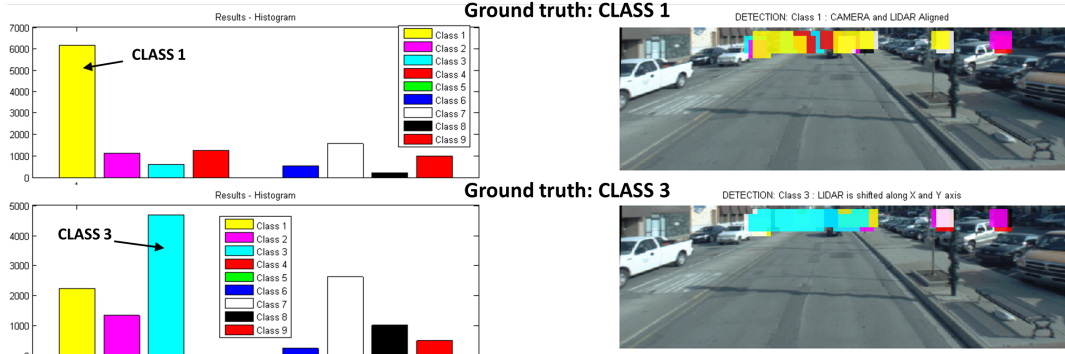 Ground truth: CLASS 1
Results - Histogram
7000
6000
5000
4000
3000
2000
1000
0
CLASS 1
Class 1
Class 2
Class 3
Class 4
Class 5
Class 6
Class 7
Class 8
Class 9
DETECTION: Class 1 : CAMERA and LIDAR Aligned
Ground truth: CLASS 3
Results - Histogram
5000
4000
3000
2000
1000
CLASS 3
Class 1
Class 2
Class 3
Class 4
Class 5
Class 6
Class 7
Class 8
Class 9
DETECTION: Class 3 : LIDAR is shifted along X and Y axis